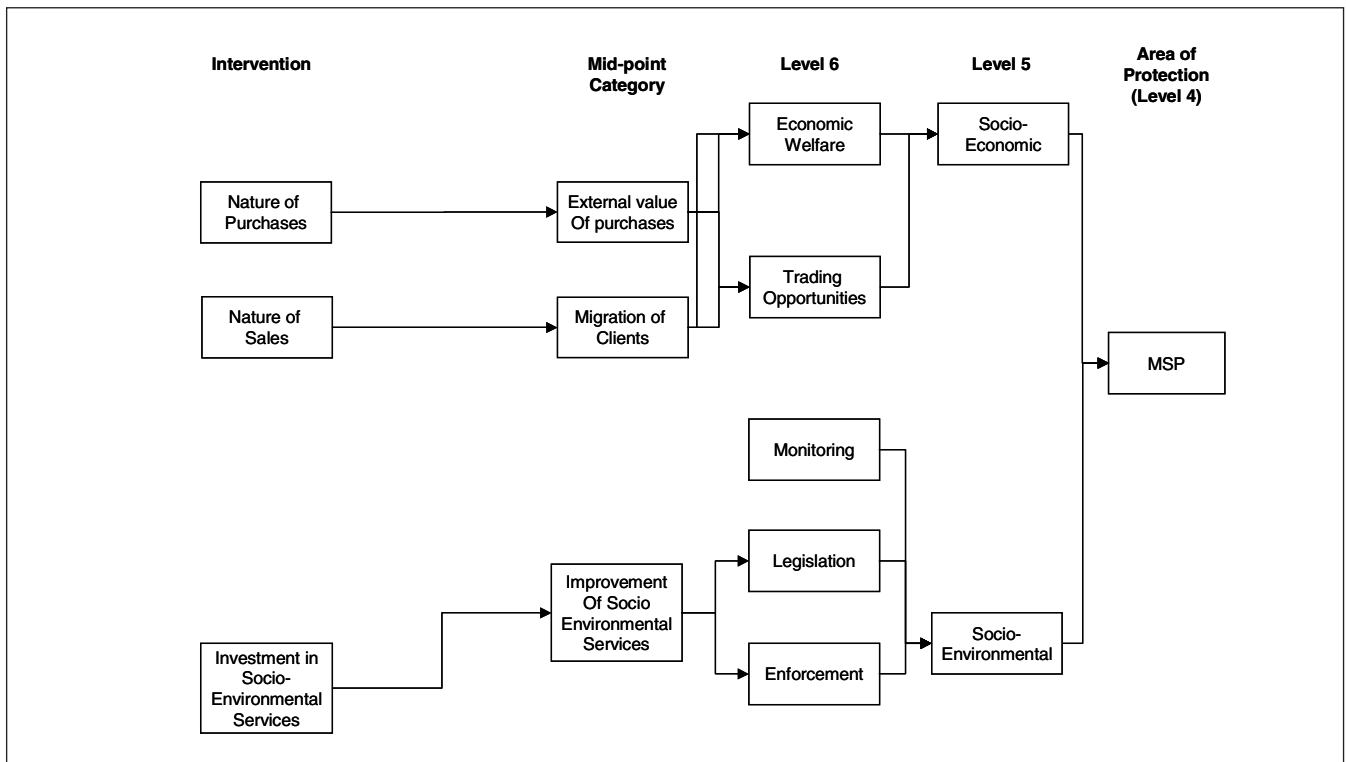 Intervention
Mid-point
Category
Level 6
Level 5
Area of
Protection
(Level 4)
Economic
Welfare
Socio-
Economic
Nature of
Purchases
External value
Of purchases
Trading
Opportunities
Nature of
Sales
Migration of
Clients
MSP
Monitoring
Legislation
Improvement
Of Socio
Environmental
Services
Socio-
Environmental
Enforcement
Investment in
Socio-
Environmental
Services